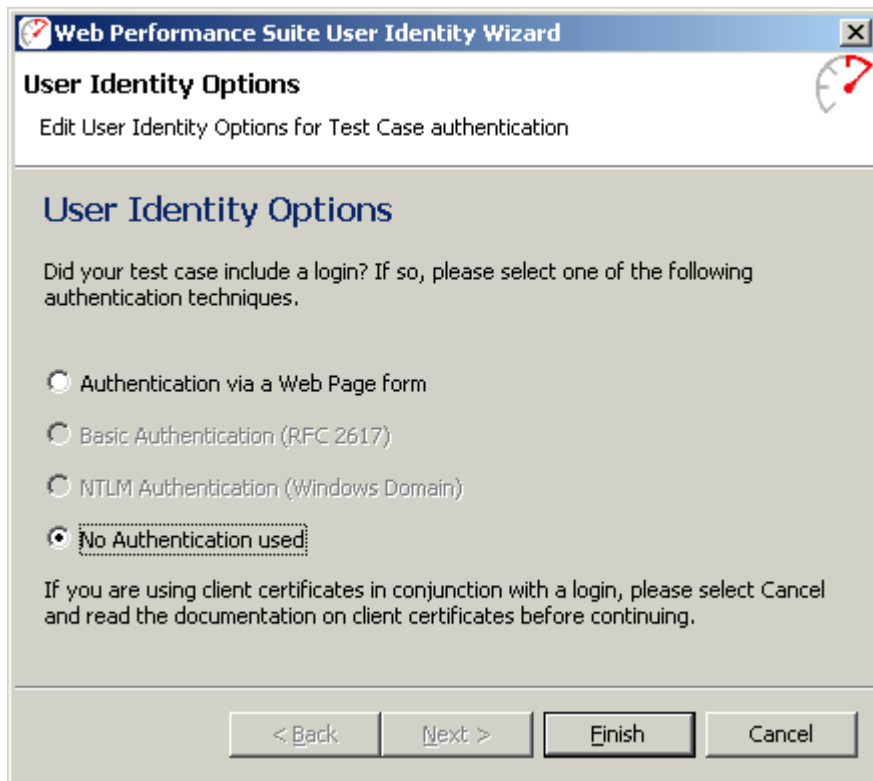 Web Performance Suite User Identity Wizard
User Identity Options
Edit User Identity Options for Test Case authentication
User Identity Options
Did your test case include a login? If so, please select one of the following
authentication techniques.
Authentication via a Web Page form
Basic Authentication (RFC 2617)
NTLM Authentication (Windows Domain)
No Authentication used
If you are using client certificates in conjunction with a login, please select Cancel
and read the documentation on client certificates before continuing.
< Back Next > Finish Cancel